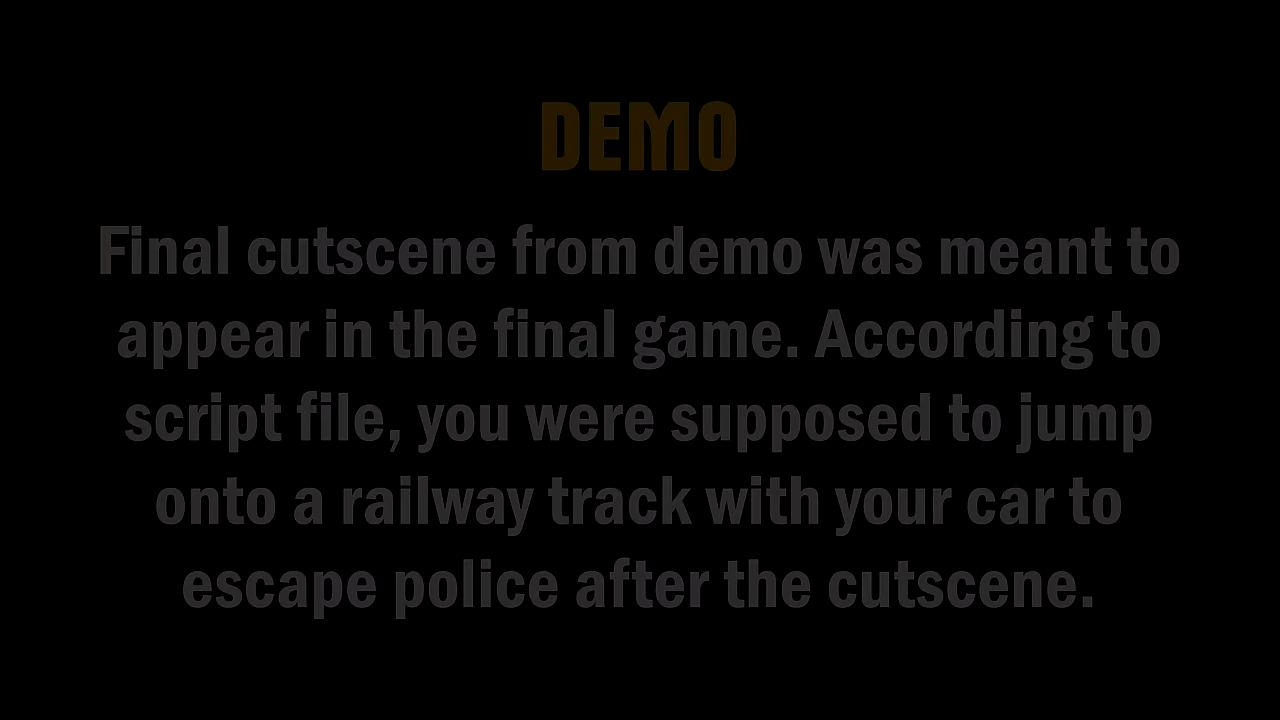 DEMO
Final cutscene from demo was meant to
appear in the final game. According to
script file, you were supposed to jump
onto a railway track with your car to
escape police after the cutscene.